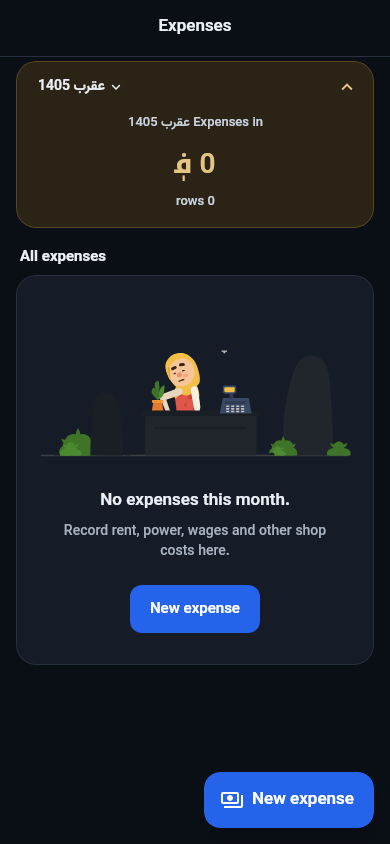 Expenses
عقرب 1405
Expenses in عقرب 1405
0 ؋
rows 0
All expenses
No expenses this month.
Record rent, power, wages and other shop
costs here.
New expense
New expense